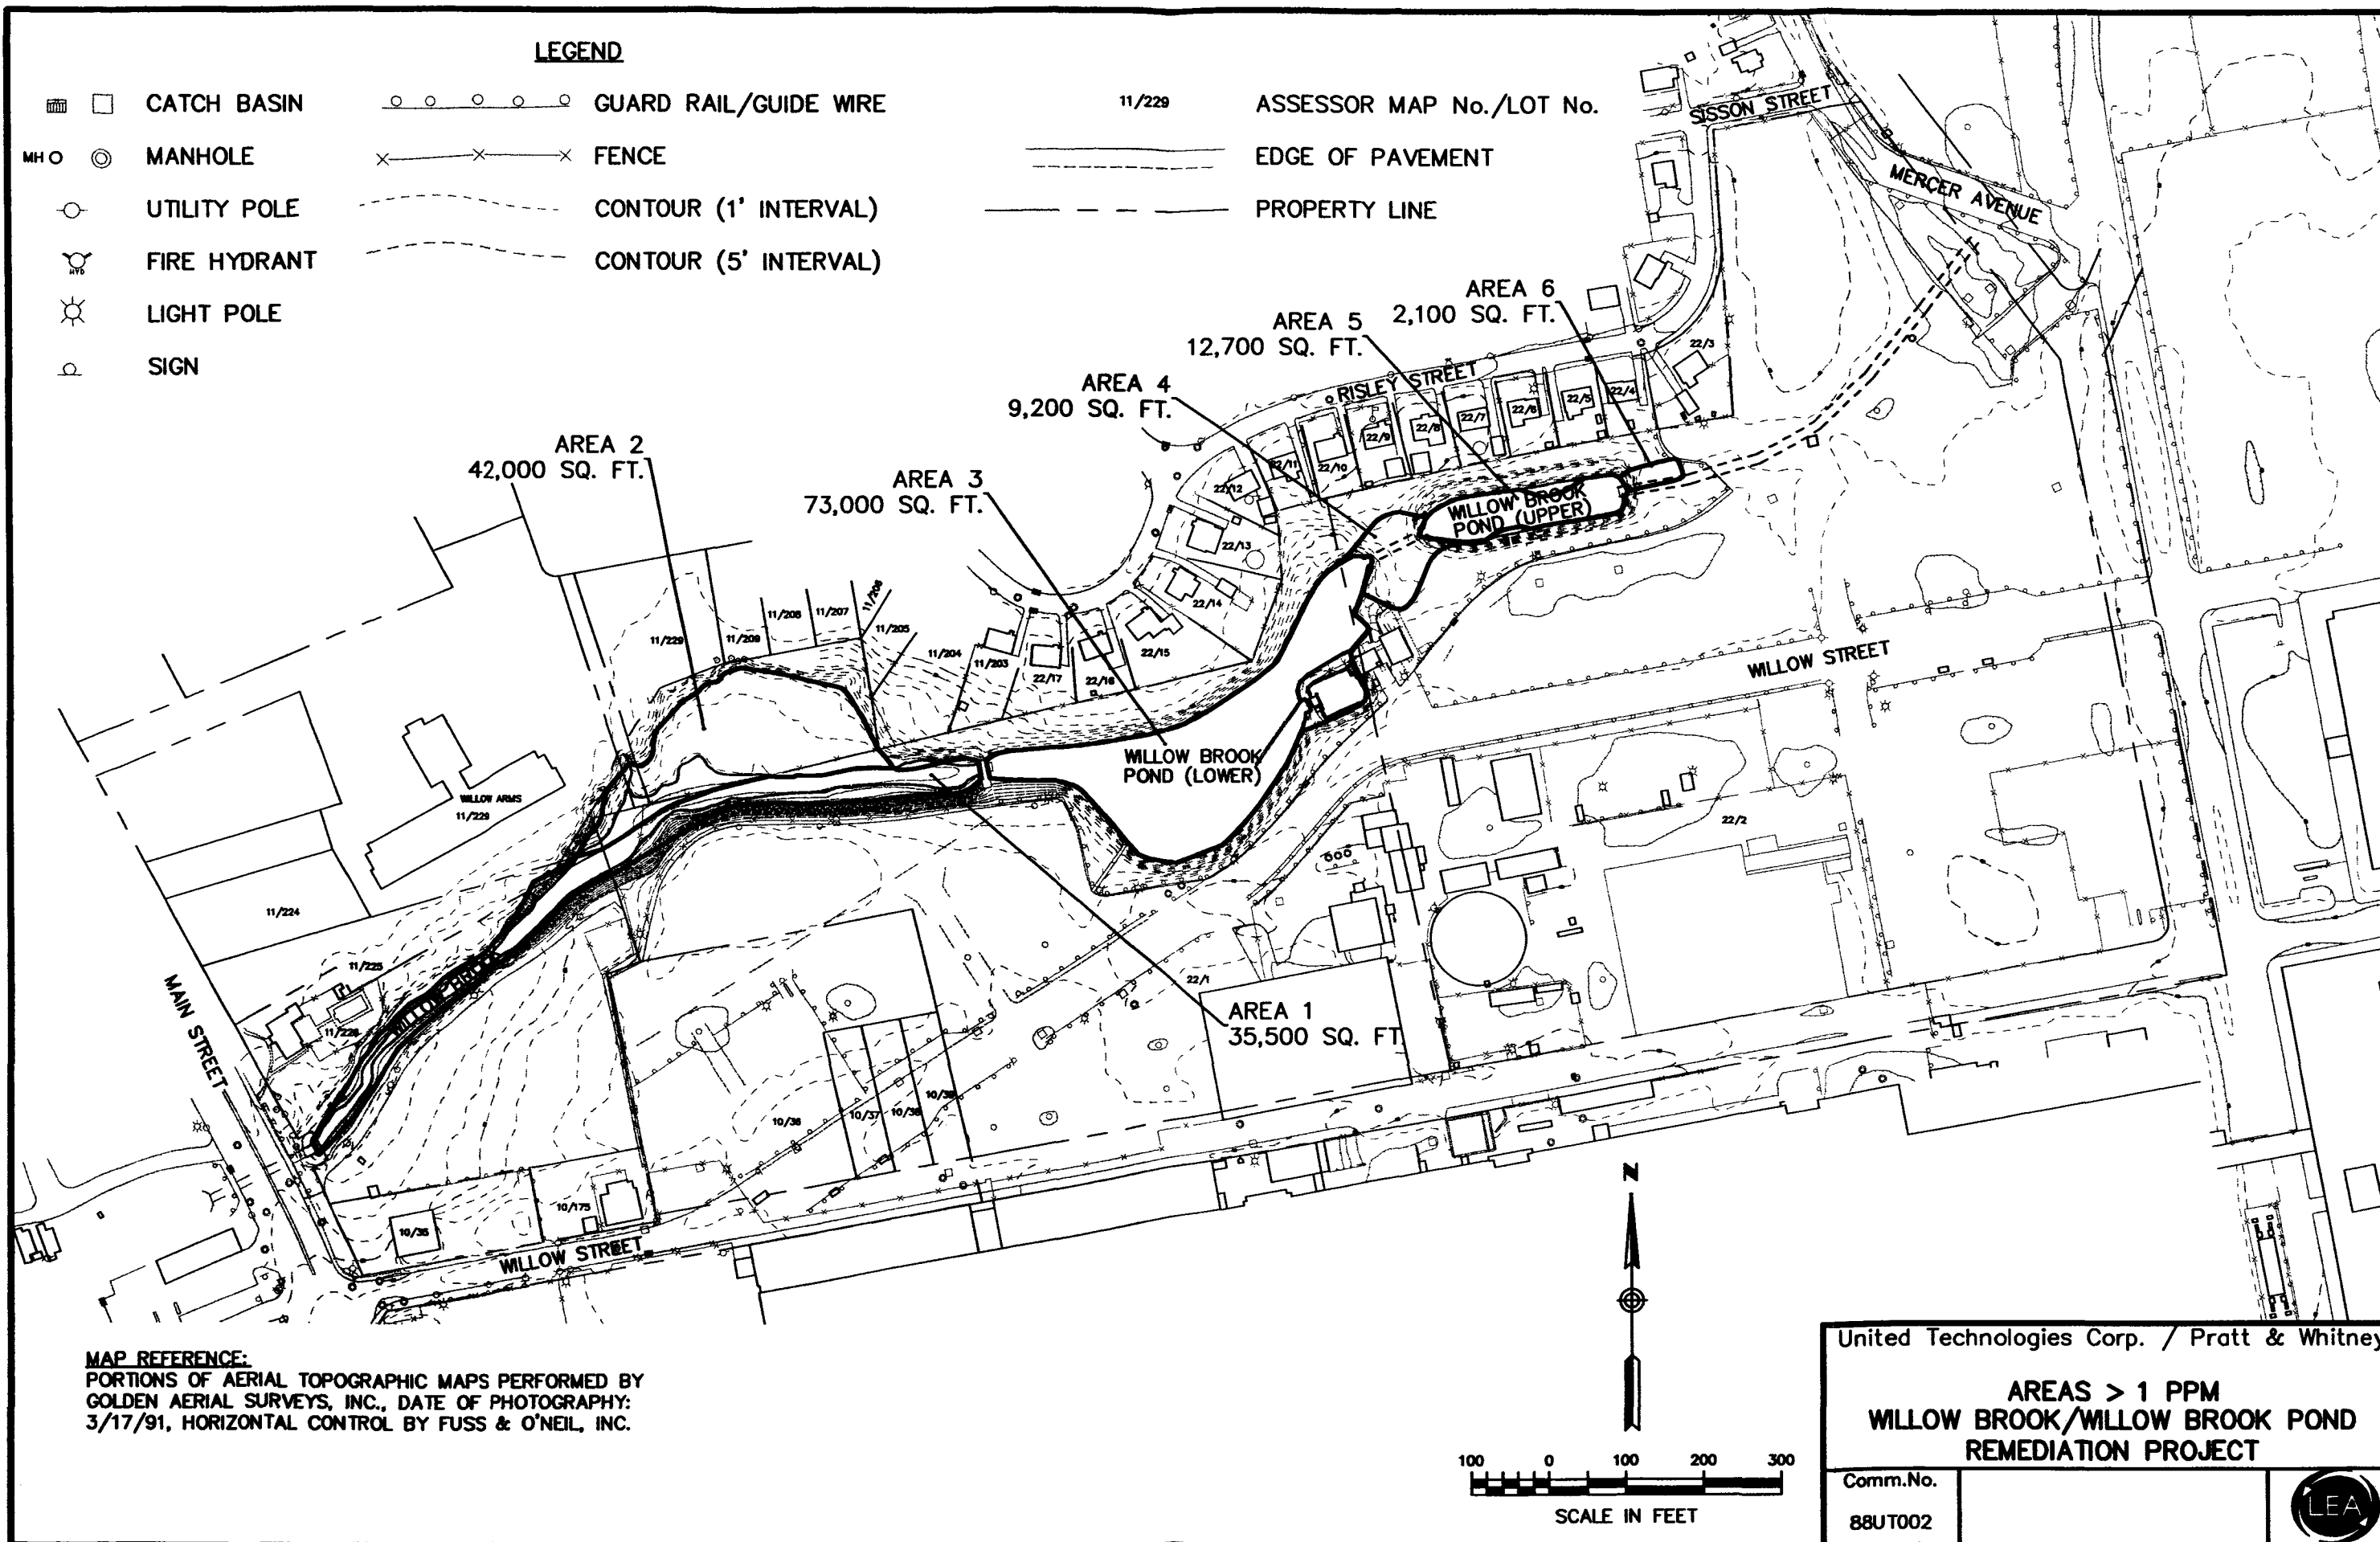 LEGEND
CATCH BASIN
GUARD RAIL/GUIDE WIRE
11/229
ASSESSOR MAP No./LOT No.
MH
MANHOLE
FENCE
EDGE OF PAVEMENT
UTILITY POLE
CONTOUR (1' INTERVAL)
PROPERTY LINE
HYD
FIRE HYDRANT
CONTOUR (5' INTERVAL)
LIGHT POLE
SIGN
SISSON STREET
MERCER AVENUE
AREA 6
2,100 SQ. FT.
AREA 5
12,700 SQ. FT.
AREA 4
9,200 SQ. FT.
RISLEY STREET
AREA 2
42,000 SQ. FT.
AREA 3
73,000 SQ. FT.
22/3
22/4
22/5
22/6
22/7
22/8
22/9
22/10
22/11
22/12
22/13
22/14
22/15
22/16
22/17
WILLOW BROOK
POND (UPPER)
11/229
11/209
11/208
11/207
11/206
11/205
11/204
11/203
WILLOW STREET
WILLOW BROOK
POND (LOWER)
WILLOW ARMS
11/229
22/2
11/224
11/225
11/226
WILLOW BROOK
MAIN STREET
22/1
AREA 1
35,500 SQ. FT.
10/36
10/37
10/38
10/39
10/175
10/35
WILLOW STREET
N
MAP REFERENCE:
PORTIONS OF AERIAL TOPOGRAPHIC MAPS PERFORMED BY
GOLDEN AERIAL SURVEYS, INC., DATE OF PHOTOGRAPHY:
3/17/91, HORIZONTAL CONTROL BY FUSS & O'NEIL, INC.
100 0 100 200 300
SCALE IN FEET
United Technologies Corp. / Pratt & Whitney
AREAS > 1 PPM
WILLOW BROOK/WILLOW BROOK POND
REMEDIATION PROJECT
Comm.No.
88UT002
LEA